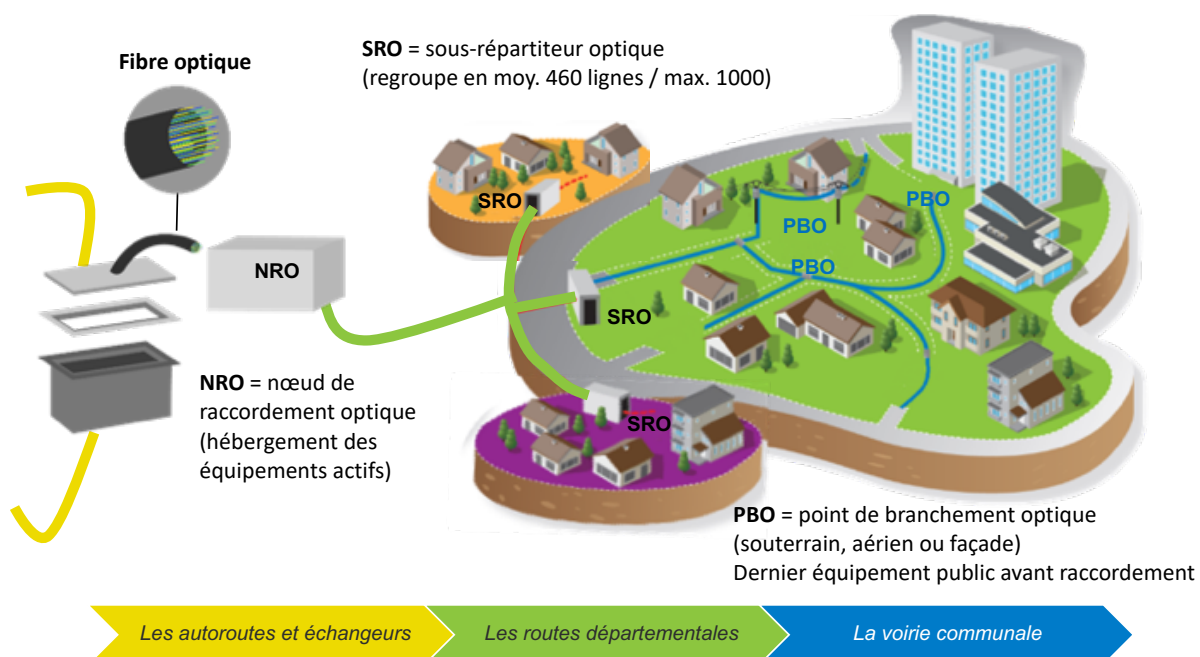 SRO = sous-répartiteur optique
(regroupe en moy. 460 lignes / max. 1000)
Fibre optique
SRO
PBO
PBO
NRO
PBO
SRO
NRO = nœud de
raccordement optique
(hébergement des
équipements actifs)
SRO
PBO = point de branchement optique
(souterrain, aérien ou façade)
Dernier équipement public avant raccordement
Les autoroutes et échangeurs
Les routes départementales
La voirie communale